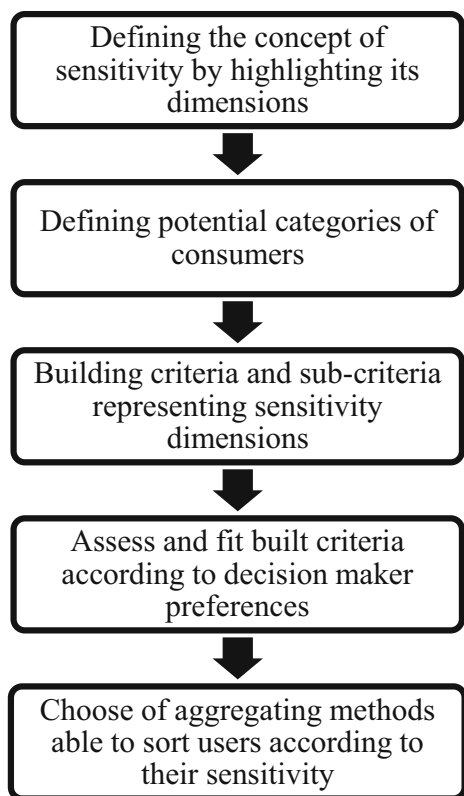 Defining the concept of
sensitivity by highlighting its
dimensions
Defining potential categories of
consumers
Building criteria and sub-criteria
representing sensitivity
dimensions
Assess and fit built criteria
according to decision maker
preferences
Choose of aggregating methods
able to sort users according to
their sensitivity